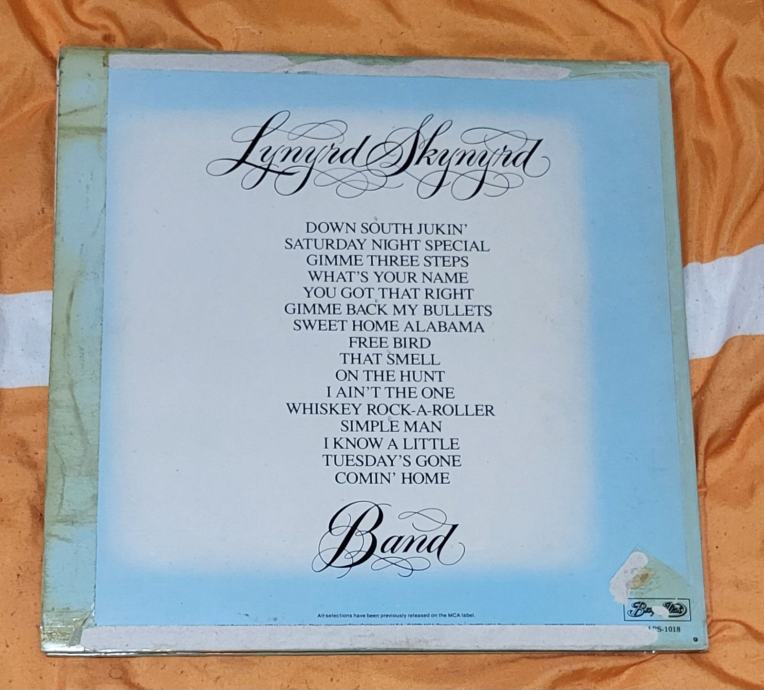 Lynyrd Skynyrd
DOWN SOUTH JUKIN'
SATURDAY NIGHT SPECIAL
GIMME THREE STEPS
WHAT'S YOUR NAME
YOU GOT THAT RIGHT
GIMME BACK MY BULLETS
SWEET HOME ALABAMA
FREE BIRD
THAT SMELL
ON THE HUNT
I AIN'T THE ONE
WHISKEY ROCK-A-ROLLER
SIMPLE MAN
I KNOW A LITTLE
TUESDAY'S GONE
COMIN' HOME
Band
All selections have been previously released on the MCA label.